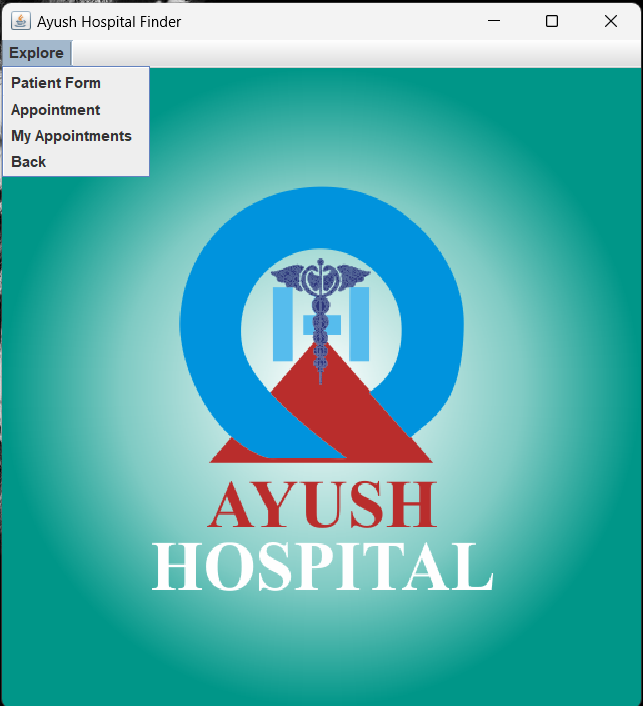 Ayush Hospital Finder
Explore
Patient Form
Appointment
My Appointments
Back
H
AYUSH
HOSPITAL